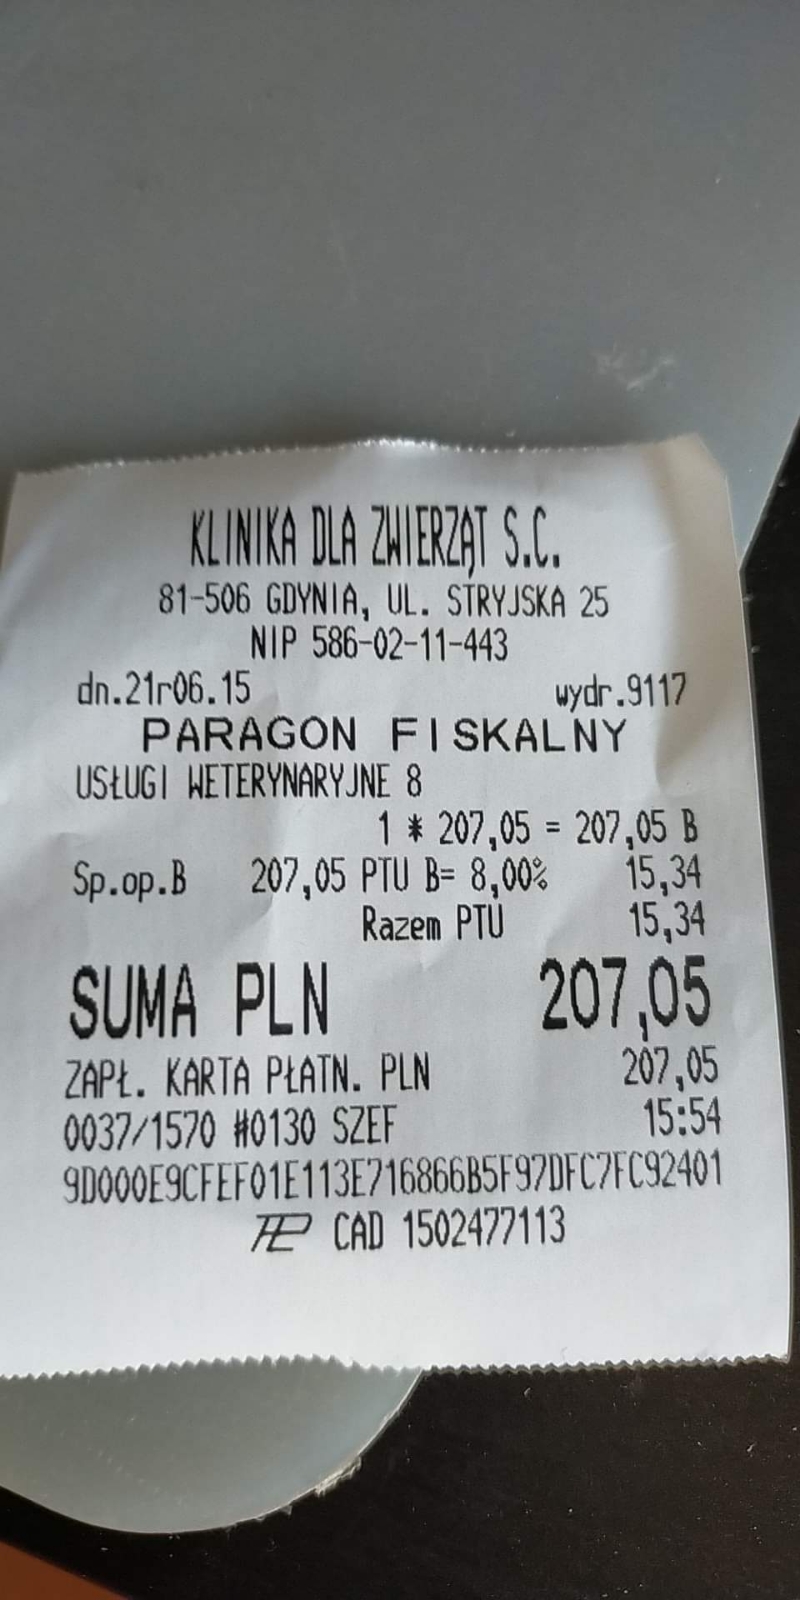 KLINIKA DLA ZWIERZĄT S.C.
81-506 GDYNIA, UL. STRYJSKA 25
NIP 586-02-11-443
dn.21r06.15 wydr.9117
PARAGON FISKALNY
USŁUGI WETERYNARYJNE 8
1 * 207,05 = 207,05 B
Sp.op.B 207,05 PTU B= 8,00% 15,34
Razem PTU 15,34
SUMA PLN 207,05
ZAPŁ. KARTA PŁATN. PLN 207,05
0037/1570 #0130 SZEF 15:54
9D000E9CFEF01E113E716866B5F97DFC7FC92401
CAD 1502477113